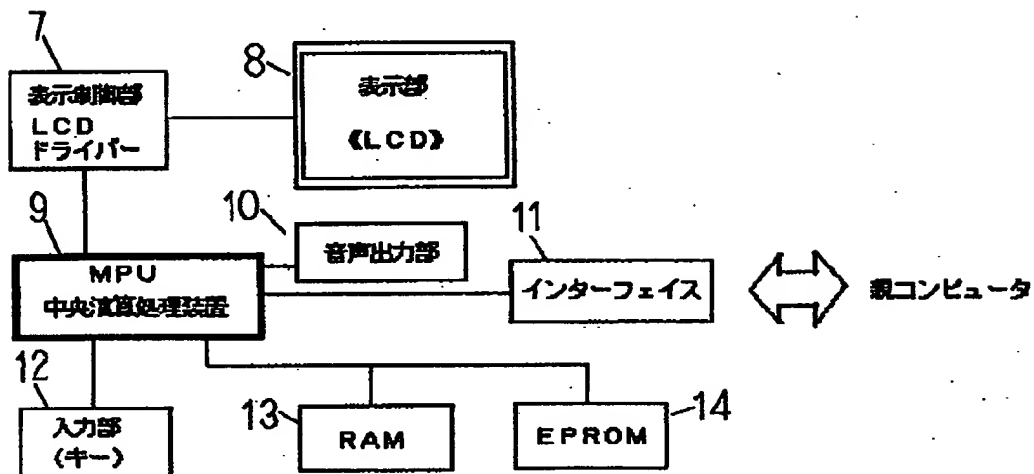 7
表示制御部
LCD
ドライバー
8
表示部
《LCD》
9
MPU
中央演算処理装置
10
音声出力部
11
インターフェイス
親コンピュータ
12
入力部
(キー)
13
RAM
14
EPROM